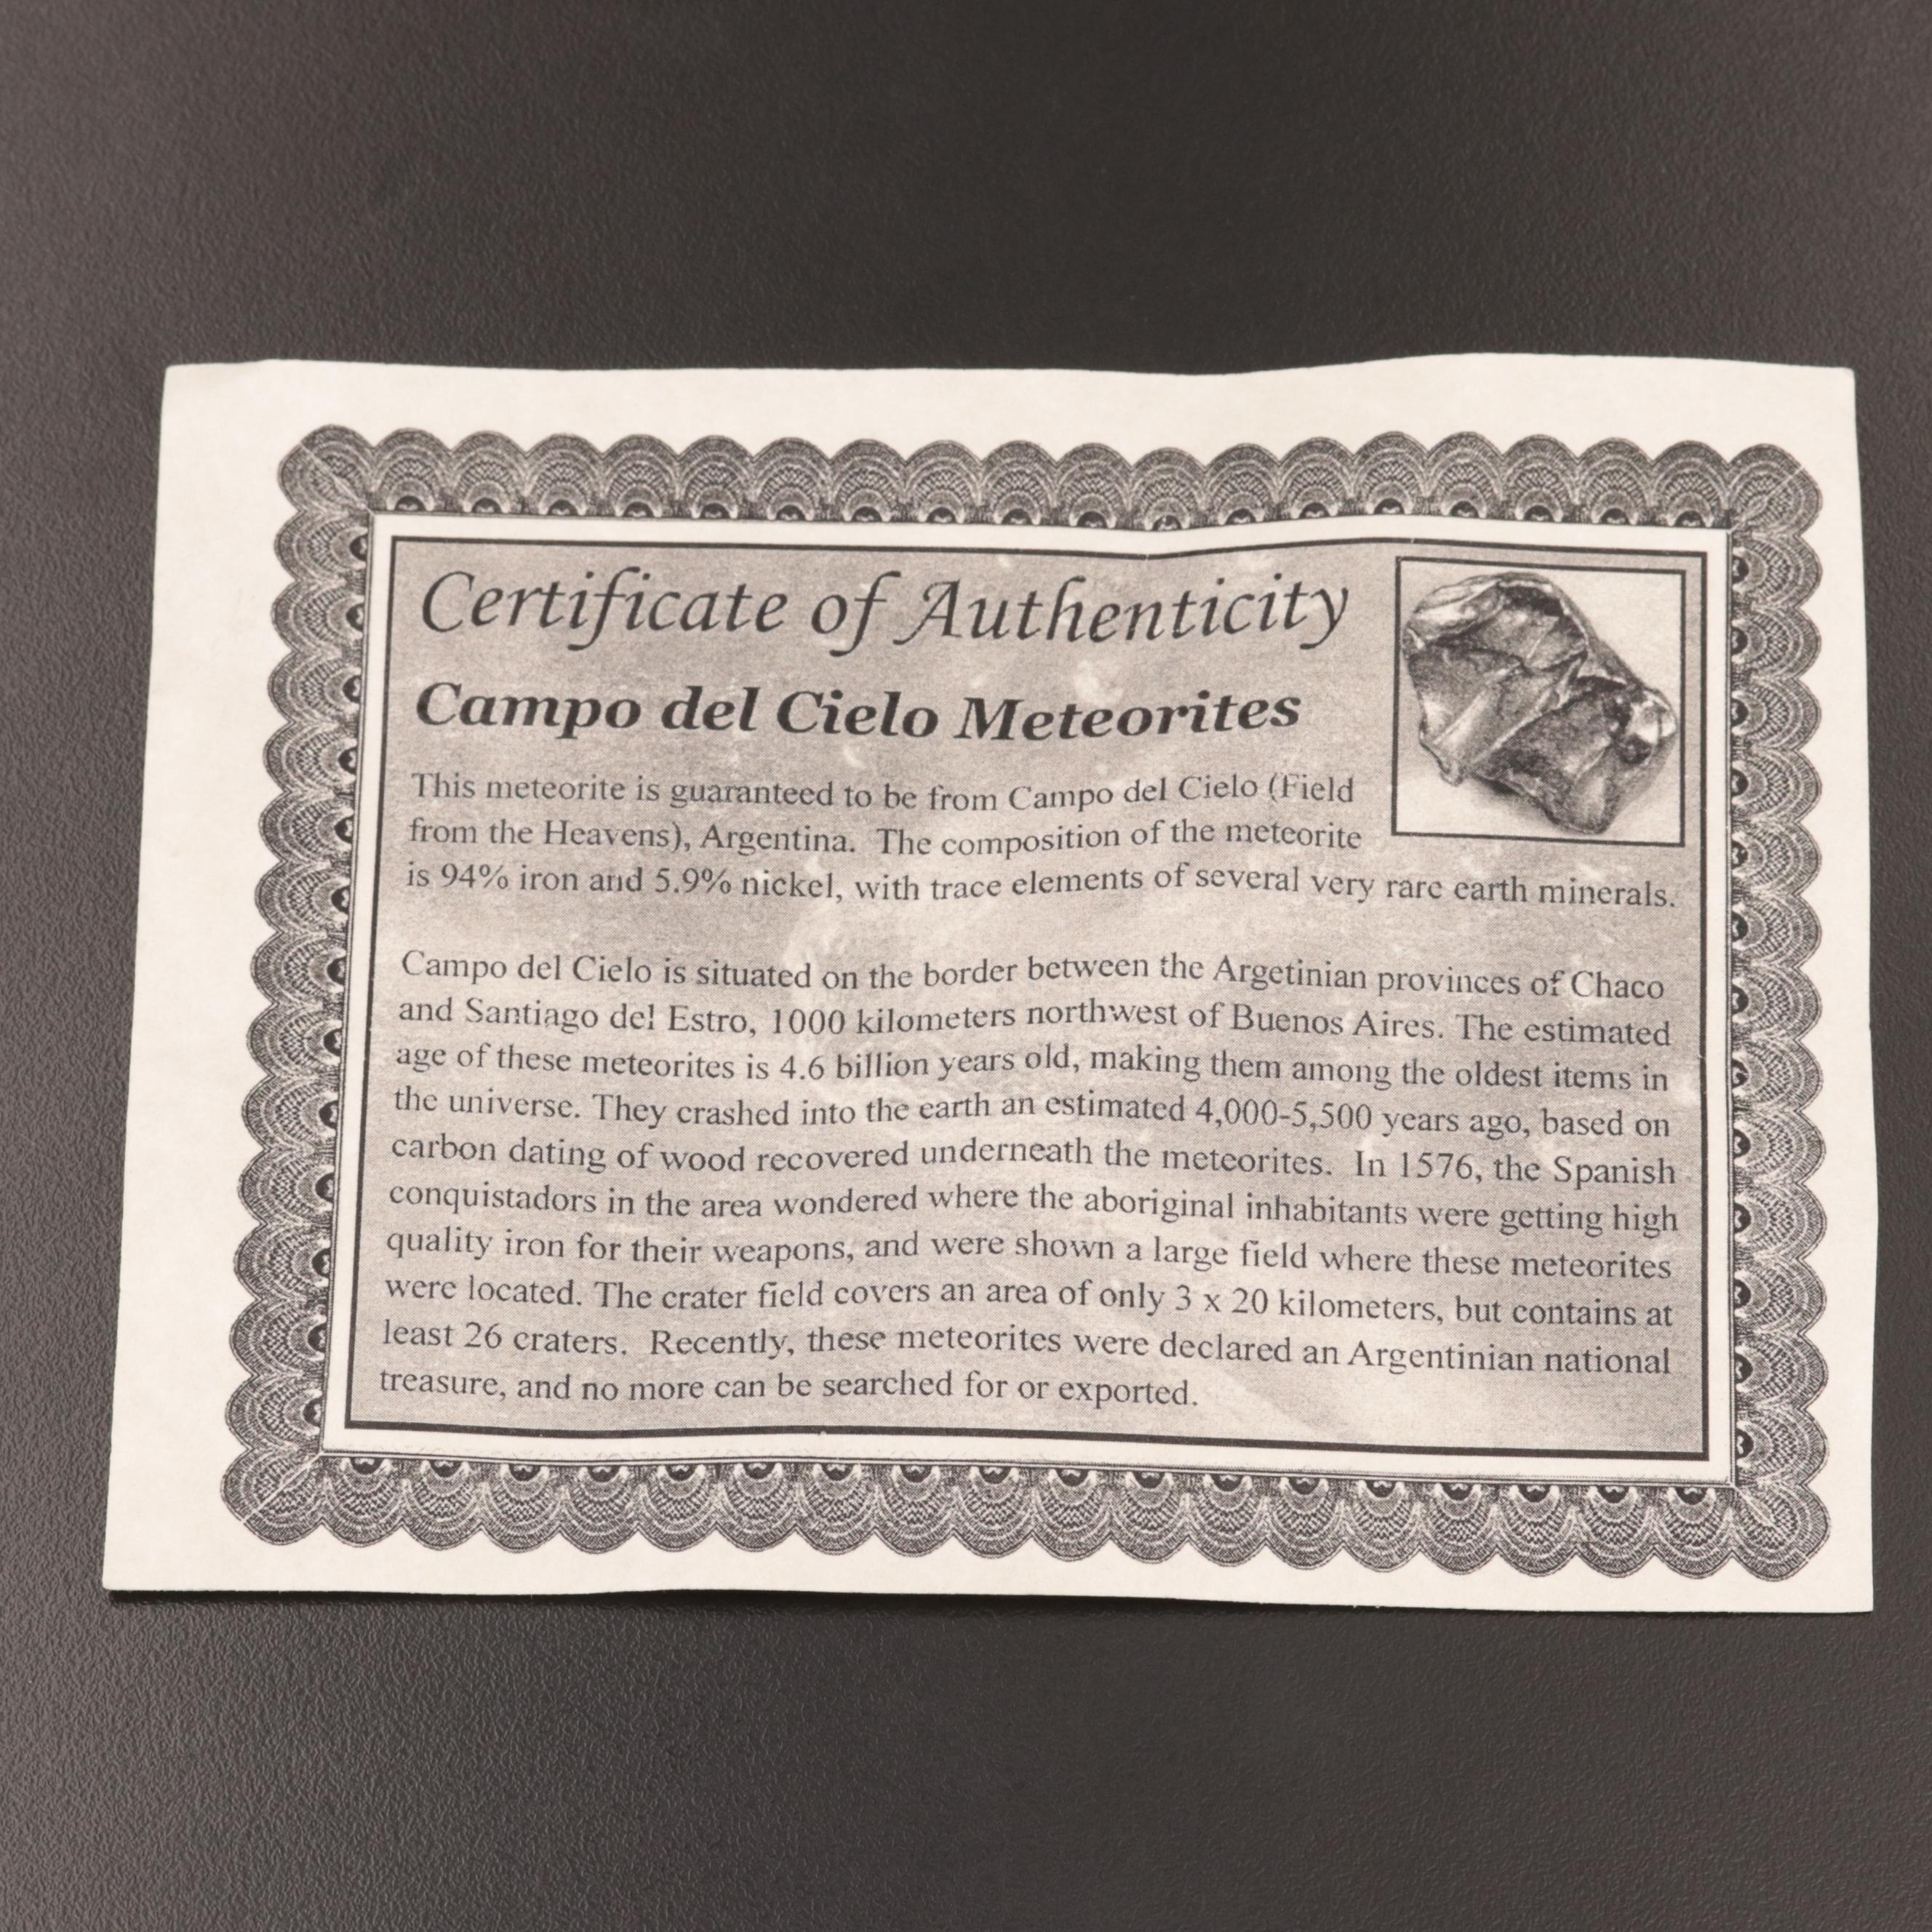 Certificate of Authenticity
Campo del Cielo Meteorites
This meteorite is guaranteed to be from Campo del Cielo (Field
from the Heavens), Argentina. The composition of the meteorite
is 94% iron and 5.9% nickel, with trace elements of several very rare earth minerals.
Campo del Cielo is situated on the border between the Argetinian provinces of Chaco
and Santiago del Estro, 1000 kilometers northwest of Buenos Aires. The estimated
age of these meteorites is 4.6 billion years old, making them among the oldest items in
the universe. They crashed into the earth an estimated 4,000-5,500 years ago, based on
carbon dating of wood recovered underneath the meteorites. In 1576, the Spanish
conquistadors in the area wondered where the aboriginal inhabitants were getting high
quality iron for their weapons, and were shown a large field where these meteorites
were located. The crater field covers an area of only 3 x 20 kilometers, but contains at
least 26 craters. Recently, these meteorites were declared an Argentinian national
treasure, and no more can be searched for or exported.